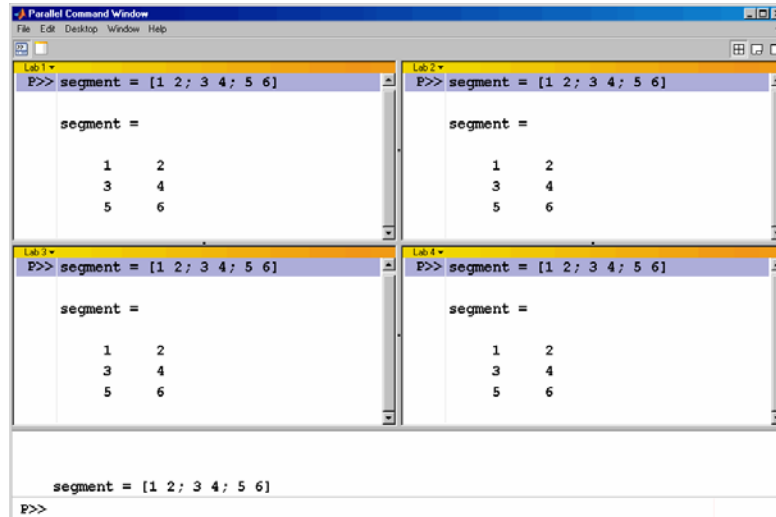 Parallel Command Window
File Edit Desktop Window Help
Lab 1
P>> segment = [1 2; 3 4; 5 6]
segment =
1 2
3 4
5 6
Lab 2
P>> segment = [1 2; 3 4; 5 6]
segment =
1 2
3 4
5 6
Lab 3
P>> segment = [1 2; 3 4; 5 6]
segment =
1 2
3 4
5 6
Lab 4
P>> segment = [1 2; 3 4; 5 6]
segment =
1 2
3 4
5 6
segment = [1 2; 3 4; 5 6]
P>>